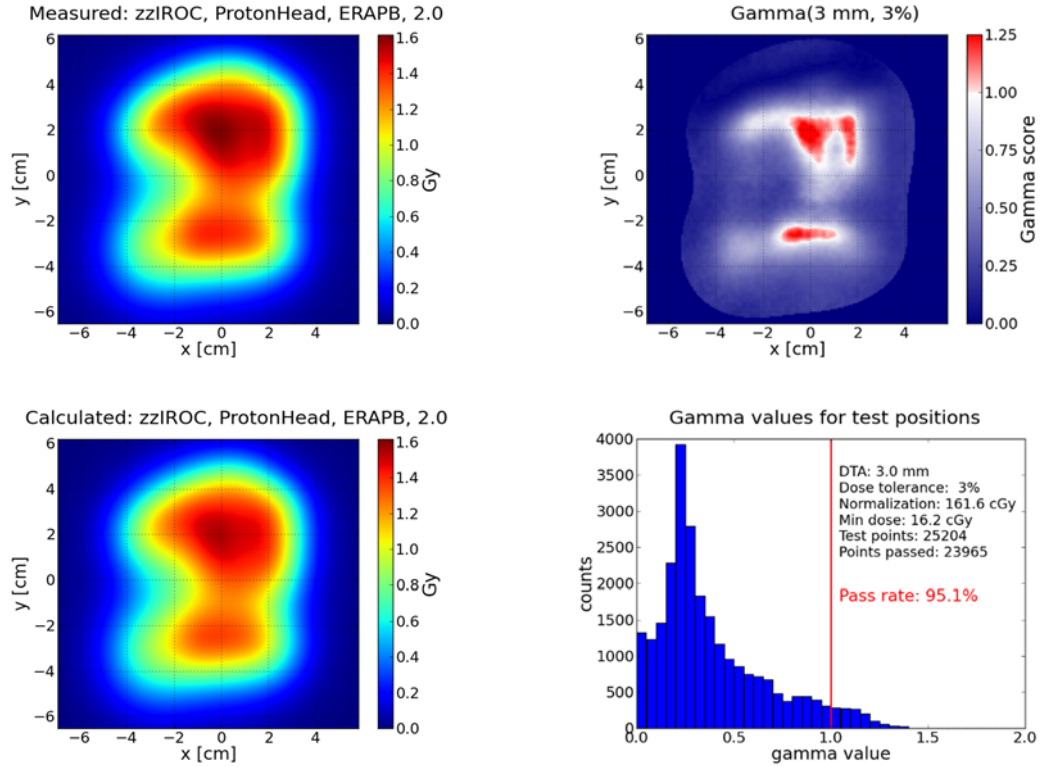 Measured: zzIROC, ProtonHead, ERAPB, 2.0
6
4
2
0
−2
−4
−6
y [cm]
−6 −4 −2 0 2 4
x [cm]
1.6
1.4
1.2
1.0
0.8
0.6
0.4
0.2
0.0
Gy
Gamma(3 mm, 3%)
6
4
2
0
−2
−4
−6
y [cm]
−6 −4 −2 0 2 4
x [cm]
1.25
1.00
0.75
0.50
0.25
0.00
Gamma score
Calculated: zzIROC, ProtonHead, ERAPB, 2.0
6
4
2
0
−2
−4
−6
y [cm]
−6 −4 −2 0 2 4
x [cm]
1.6
1.4
1.2
1.0
0.8
0.6
0.4
0.2
0.0
Gy
Gamma values for test positions
4000
3500
3000
2500
2000
1500
1000
500
0
counts
DTA: 3.0 mm
Dose tolerance: 3%
Normalization: 161.6 cGy
Min dose: 16.2 cGy
Test points: 25204
Points passed: 23965
Pass rate: 95.1%
0.0 0.5 1.0 1.5 2.0
gamma value